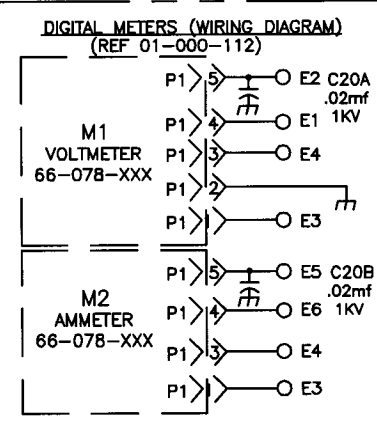 DIGITAL METERS (WIRING DIAGRAM)
(REF 01-000-112)
P1 5 E2 C20A
.02mf
P1 4 E1 1KV
M1
VOLTMETER
66-078-XXX
P1 3 E4
P1 2
P1 1 E3
P1 5 E5 C20B
.02mf
M2
AMMETER
66-078-XXX
P1 4 E6 1KV
P1 3 E4
P1 1 E3